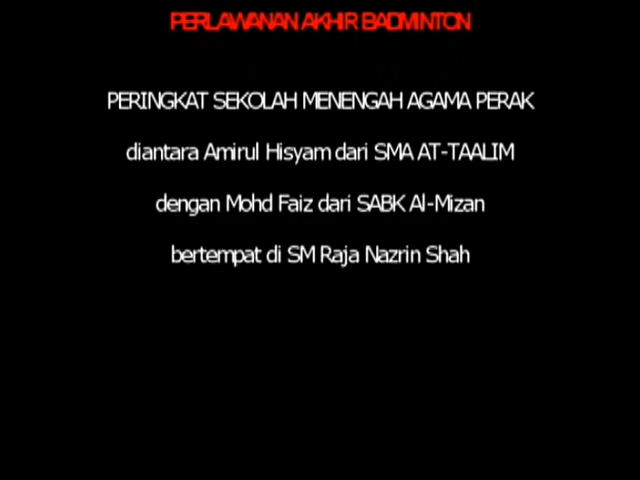 PERLAWANAN AKHIR BADMINTON
PERINGKAT SEKOLAH MENENGAH AGAMA PERAK
diantara Amirul Hisyam dari SMA AT-TAALIM
dengan Mohd Faiz dari SABK Al-Mizan
bertempat di SM Raja Nazrin Shah